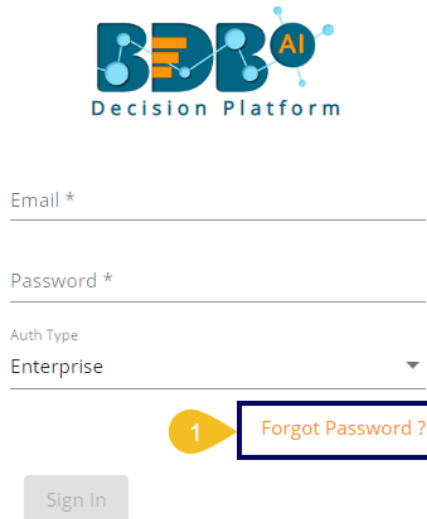 BDB AI
Decision Platform
Email *
Password *
Auth Type
Enterprise
1
Forgot Password ?
Sign In